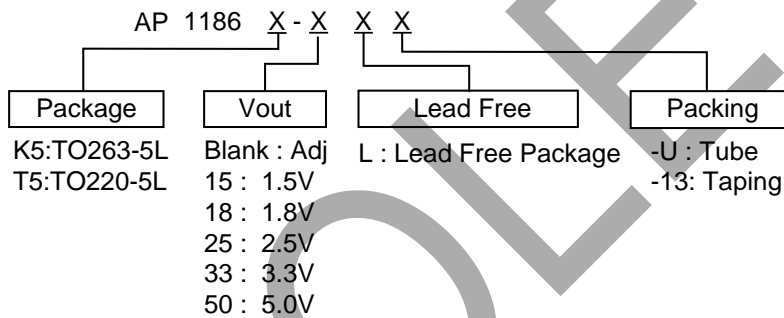 AP 1186 X - X X X
Package
K5:TO263-5L
T5:TO220-5L
Vout
Blank : Adj
15 : 1.5V
18 : 1.8V
25 : 2.5V
33 : 3.3V
50 : 5.0V
Lead Free
L : Lead Free Package
Packing
-U : Tube
-13: Taping
OLE